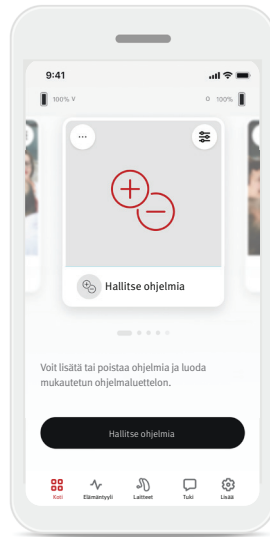 9:41
100% V
O 100%
Hallitse ohjelmia
Voit lisätä tai poistaa ohjelmia ja luoda
mukautetun ohjelmaluettelon.
Hallitse ohjelmia
Koti Elämäntyyli Laitteet Tuki Lisää